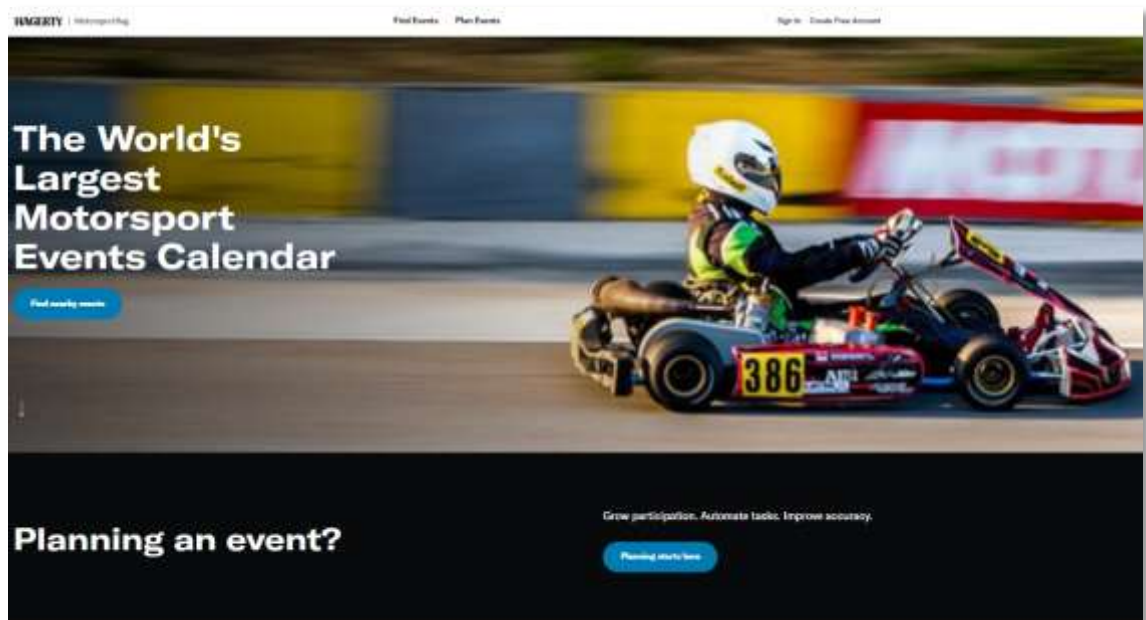 HAGERTY | MotorsportReg
Find Events Plan Events
Sign In Create Free Account
The World's
Largest
Motorsport
Events Calendar
Find nearby events
386
Planning an event?
Grow participation. Automate tasks. Improve accuracy.
Planning starts here